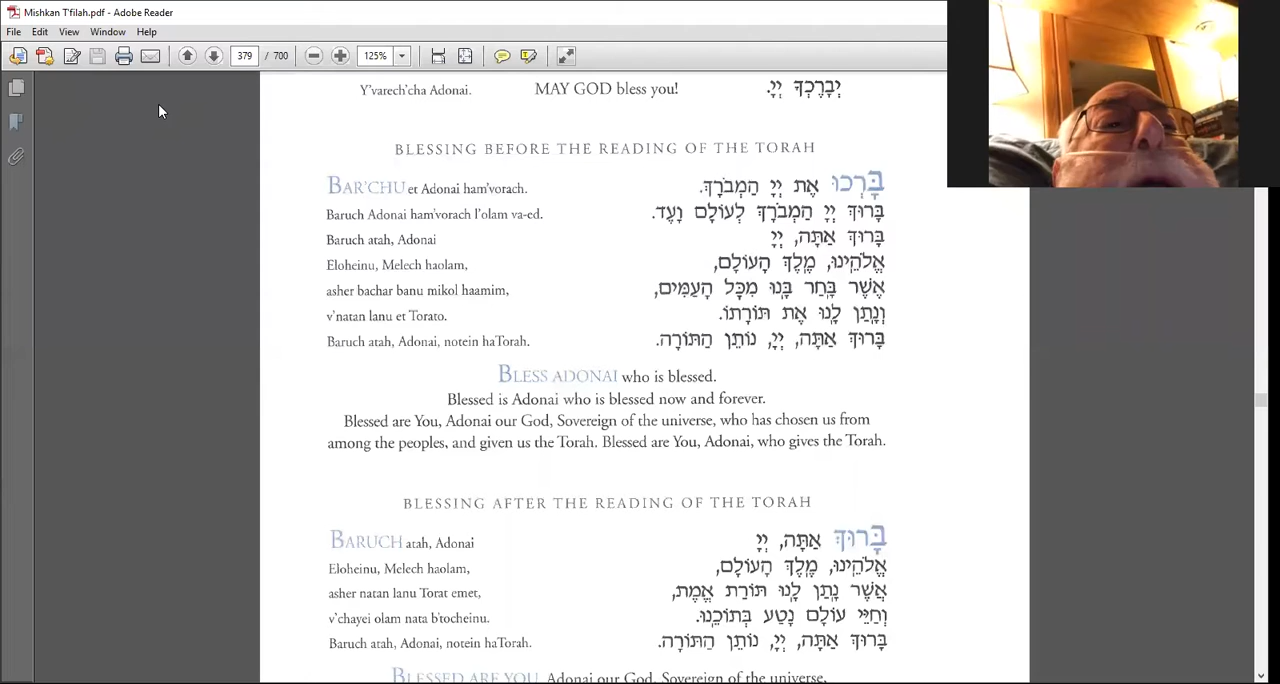 Mishkan T'filah.pdf - Adobe Reader
File Edit View Window Help
379 / 700 125%
Y'varech'cha Adonai. MAY GOD bless you! יְבָרֶכְךָ יְיָ.
BLESSING BEFORE THE READING OF THE TORAH
BAR'CHU et Adonai ham'vorach. בָּרְכוּ אֶת יְיָ הַמְבֹרָךְ.
Baruch Adonai ham'vorach l'olam va-ed. בָּרוּךְ יְיָ הַמְבֹרָךְ לְעוֹלָם וָעֶד.
Baruch atah, Adonai בָּרוּךְ אַתָּה, יְיָ
Eloheinu, Melech haolam, אֱלֹהֵינוּ, מֶלֶךְ הָעוֹלָם,
asher bachar banu mikol haamim, אֲשֶׁר בָּחַר בָּנוּ מִכָּל הָעַמִּים,
v'natan lanu et Torato. וְנָתַן לָנוּ אֶת תּוֹרָתוֹ.
Baruch atah, Adonai, notein haTorah. בָּרוּךְ אַתָּה, יְיָ, נוֹתֵן הַתּוֹרָה.
BLESS ADONAI who is blessed.
Blessed is Adonai who is blessed now and forever.
Blessed are You, Adonai our God, Sovereign of the universe, who has chosen us from
among the peoples, and given us the Torah. Blessed are You, Adonai, who gives the Torah.
BLESSING AFTER THE READING OF THE TORAH
BARUCH atah, Adonai בָּרוּךְ אַתָּה, יְיָ
Eloheinu, Melech haolam, אֱלֹהֵינוּ, מֶלֶךְ הָעוֹלָם,
asher natan lanu Torat emet, אֲשֶׁר נָתַן לָנוּ תּוֹרַת אֱמֶת,
v'chayei olam nata b'tocheinu. וְחַיֵּי עוֹלָם נָטַע בְּתוֹכֵנוּ.
Baruch atah, Adonai, notein haTorah. בָּרוּךְ אַתָּה, יְיָ, נוֹתֵן הַתּוֹרָה.
BLESSED ARE YOU, Adonai our God, Sovereign of the universe,